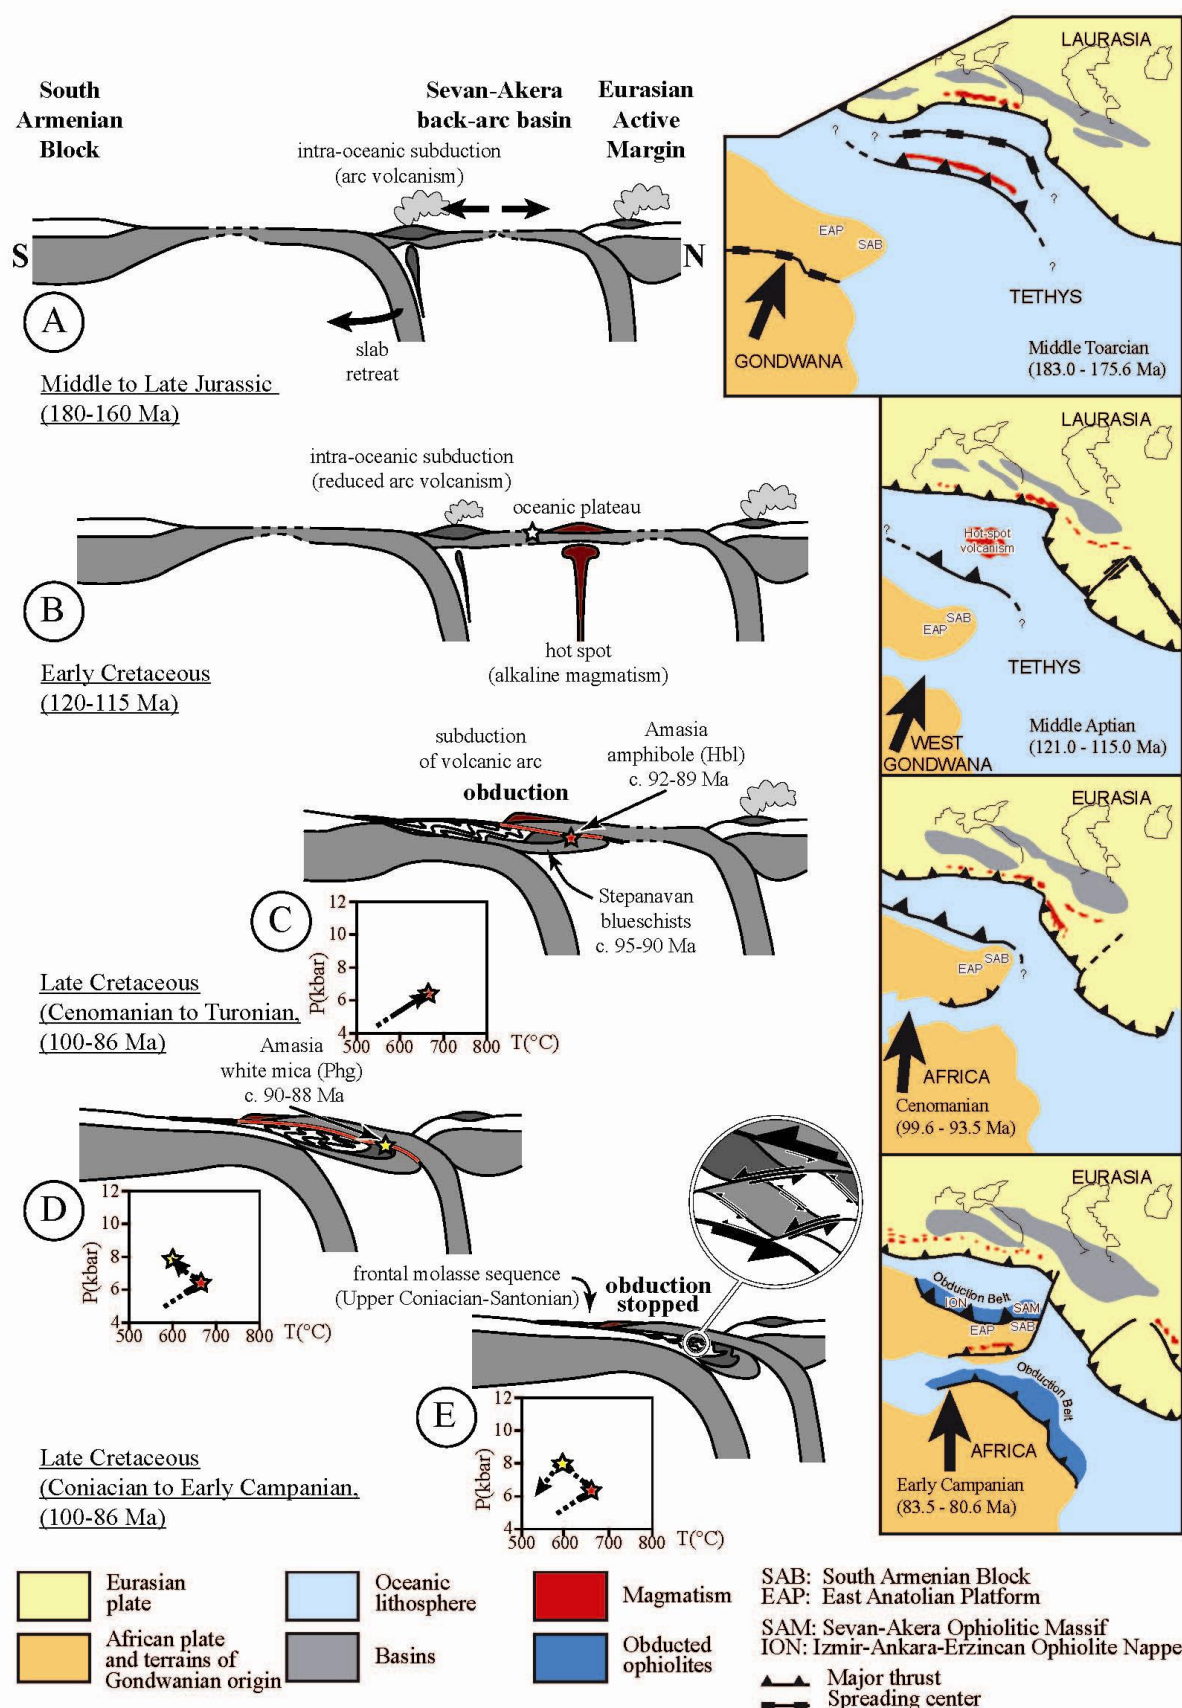 South
Armenian
Block
Sevan-Akera
back-arc basin
Eurasian
Active
Margin
intra-oceanic subduction
(arc volcanism)
S
N
A
slab
retreat
Middle to Late Jurassic
(180-160 Ma)
LAURASIA
?
?
?
?
EAP
SAB
TETHYS
GONDWANA
Middle Toarcian
(183.0 - 175.6 Ma)
intra-oceanic subduction
(reduced arc volcanism)
oceanic plateau
B
hot spot
(alkaline magmatism)
Early Cretaceous
(120-115 Ma)
LAURASIA
?
Hot-spot
volcanism
SAB
EAP
?
TETHYS
WEST
GONDWANA
Middle Aptian
(121.0 - 115.0 Ma)
subduction
of volcanic arc
obduction
Amasia
amphibole (Hbl)
c. 92-89 Ma
Stepanavan
blueschists
c. 95-90 Ma
C
12
10
8
6
4
P(kbar)
500 600 700 800 T(°C)
Late Cretaceous
(Cenomanian to Turonian,
(100-86 Ma)
EURASIA
SAB
EAP
?
AFRICA
Cenomanian
(99.6 - 93.5 Ma)
Amasia
white mica (Phg)
c. 90-88 Ma
D
12
10
8
6
4
P(kbar)
500 600 700 800 T(°C)
frontal molasse sequence
(Upper Coniacian-Santonian)
obduction
stopped
E
12
10
8
6
4
P(kbar)
500 600 700 800 T(°C)
Late Cretaceous
(Coniacian to Early Campanian,
(100-86 Ma)
EURASIA
Obduction Belt
ION
SAM
EAP
SAB
Obduction Belt
AFRICA
Early Campanian
(83.5 - 80.6 Ma)
Eurasian
plate
Oceanic
lithosphere
Magmatism
African plate
and terrains of
Gondwanian origin
Basins
Obducted
ophiolites
SAB: South Armenian Block
EAP: East Anatolian Platform
SAM: Sevan-Akera Ophiolitic Massif
ION: Izmir-Ankara-Erzincan Ophiolite Nappe
Major thrust
Spreading center